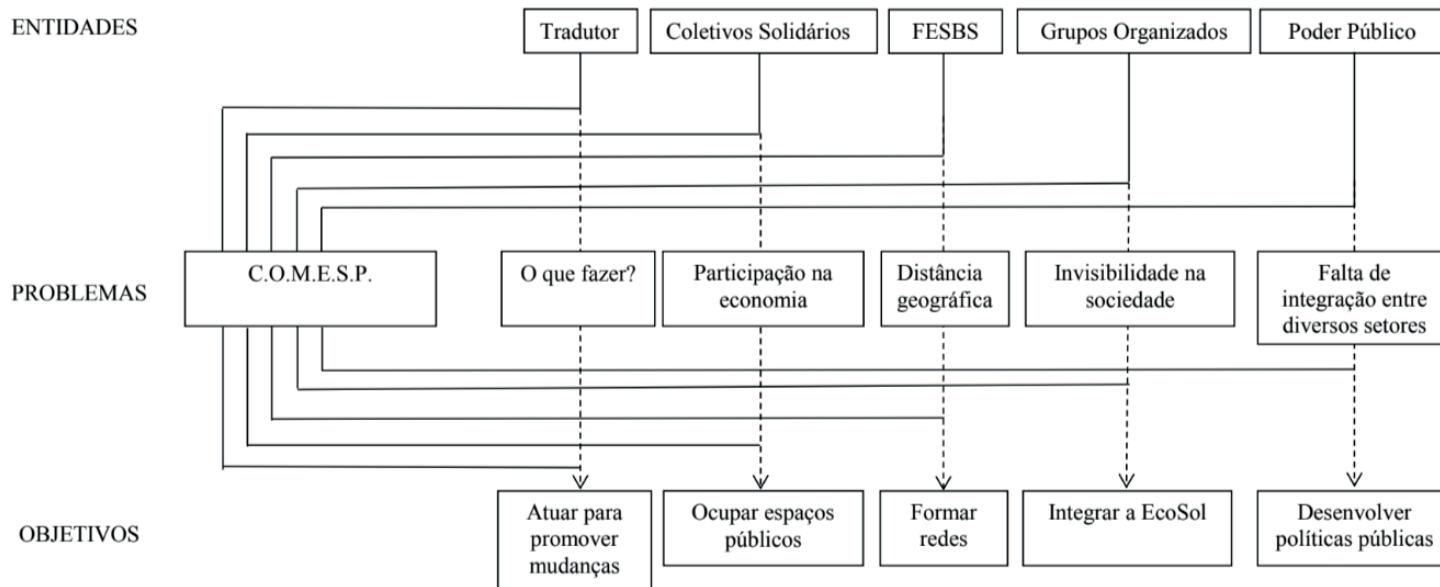 ENTIDADES
Tradutor
Coletivos Solidários
FESBS
Grupos Organizados
Poder Público
PROBLEMAS
C.O.M.E.S.P.
O que fazer?
Participação na
economia
Distância
geográfica
Invisibilidade na
sociedade
Falta de
integração entre
diversos setores
OBJETIVOS
Atuar para
promover
mudanças
Ocupar espaços
públicos
Formar
redes
Integrar a EcoSol
Desenvolver
políticas públicas